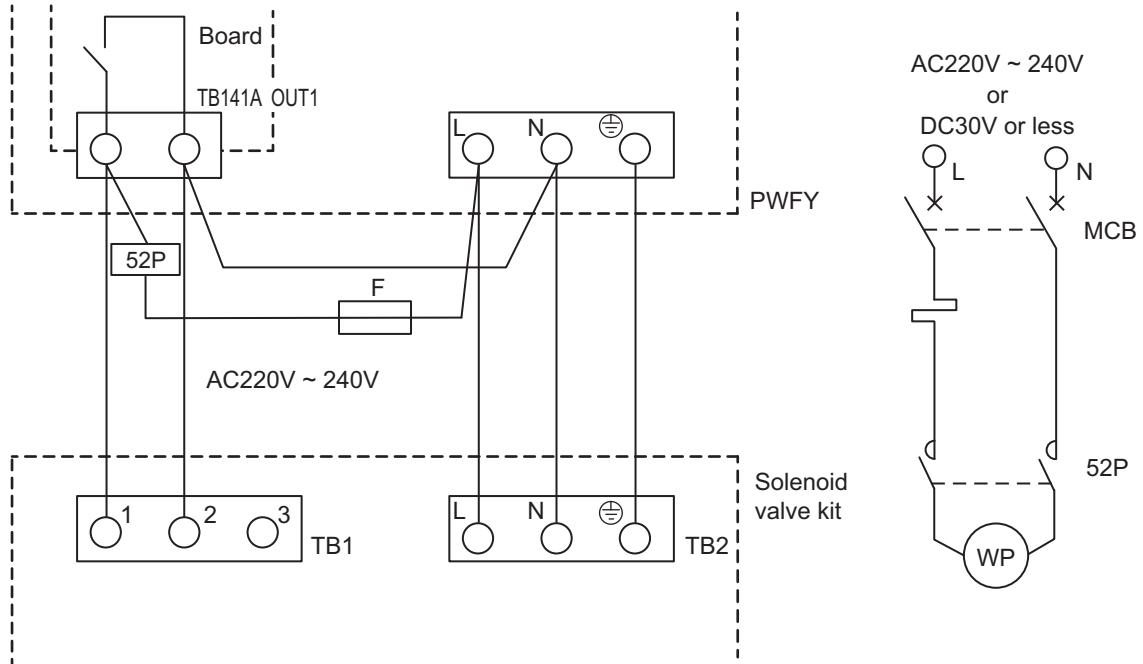 Board
TB141A OUT1
L
N
PWFY
52P
F
AC220V ~ 240V
Solenoid
valve kit
1
2
3
TB1
L
N
TB2
AC220V ~ 240V
or
DC30V or less
L
N
MCB
52P
WP